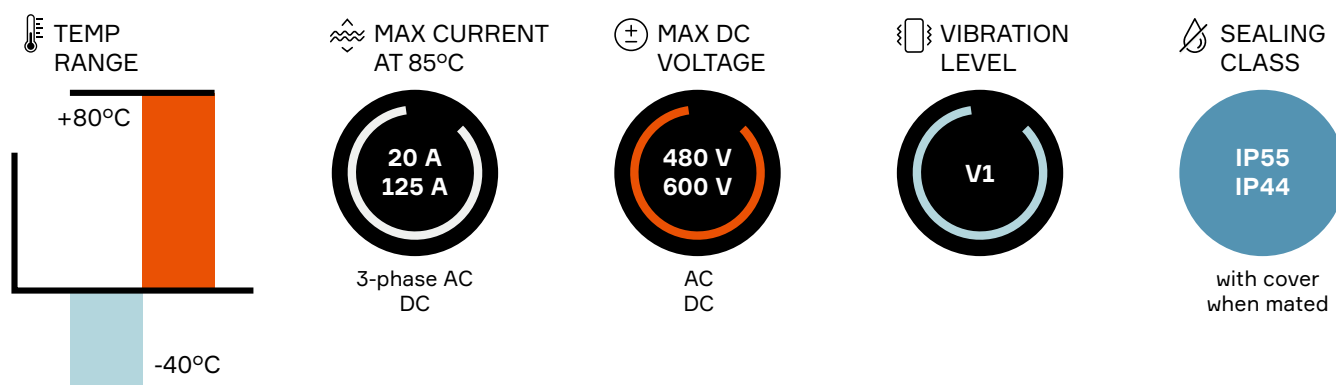 TEMP
RANGE
+80°C
-40°C
MAX CURRENT
AT 85°C
20 A
125 A
3-phase AC
DC
MAX DC
VOLTAGE
480 V
600 V
AC
DC
VIBRATION
LEVEL
V1
SEALING
CLASS
IP55
IP44
with cover
when mated